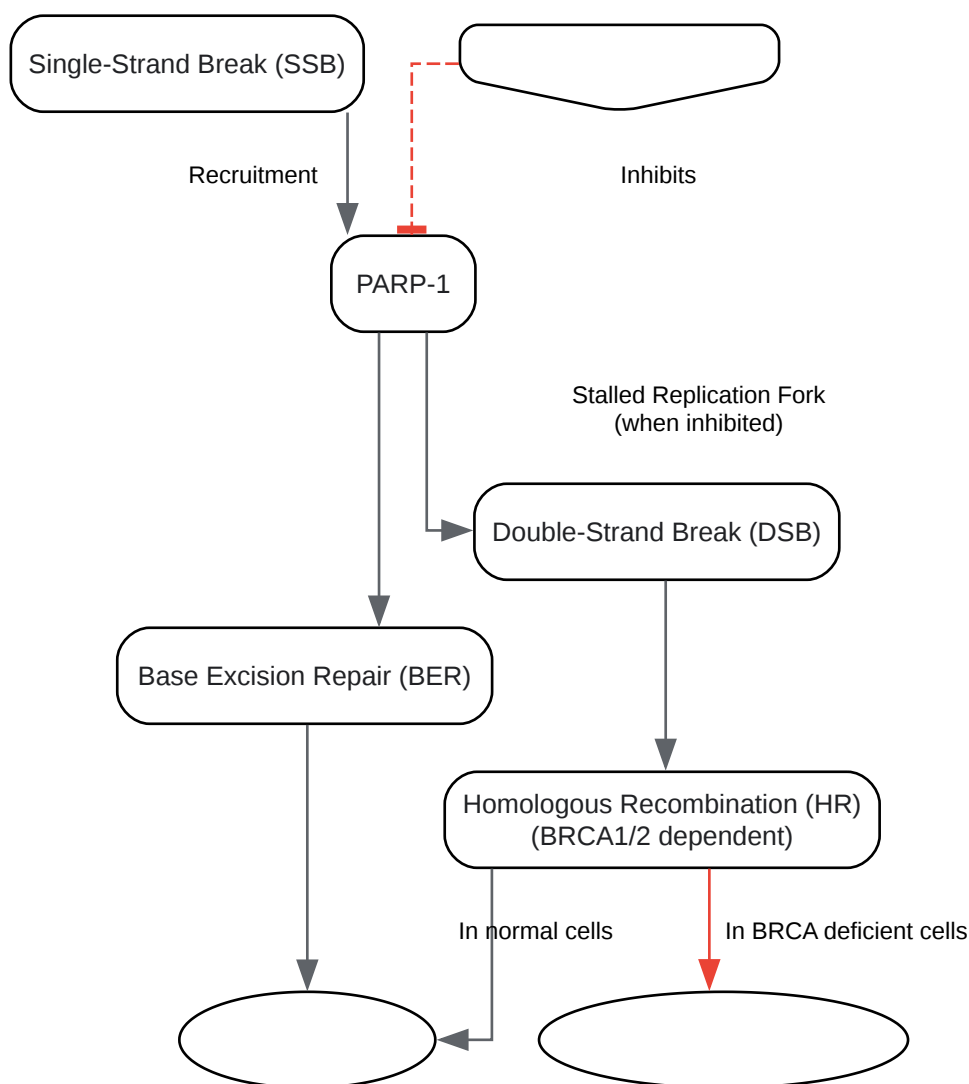 Single-Strand Break (SSB)
Recruitment
Inhibits
PARP-1
Stalled Replication Fork
(when inhibited)
Double-Strand Break (DSB)
Base Excision Repair (BER)
Homologous Recombination (HR)
(BRCA1/2 dependent)
In normal cells
In BRCA deficient cells